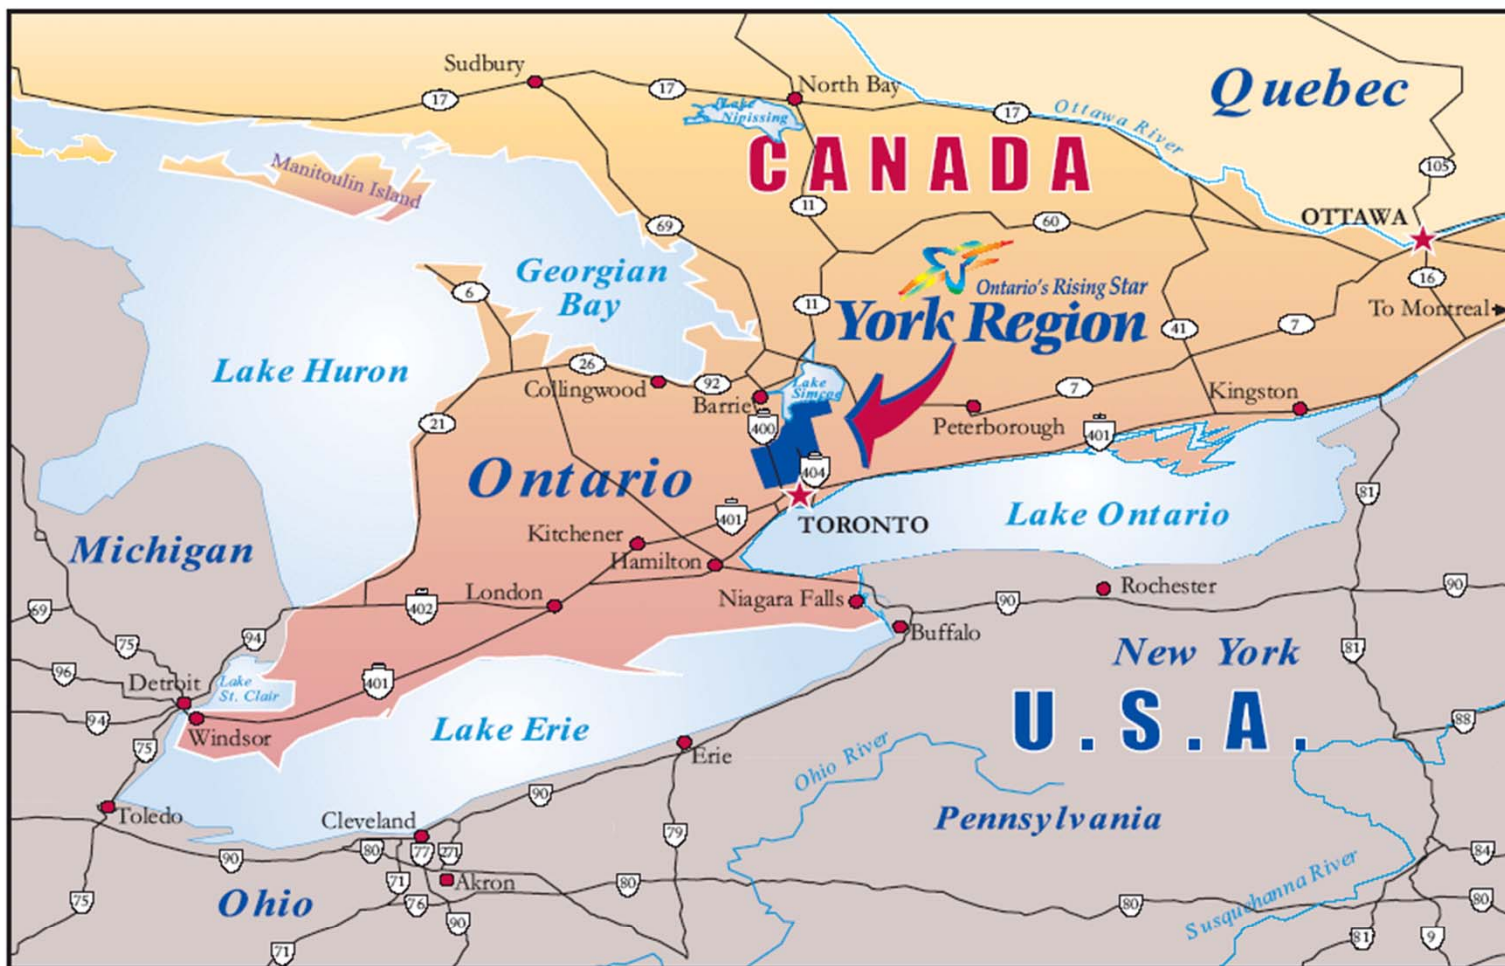 Sudbury
17
17
North Bay
Lake
Nipissing
17
Ottawa River
Quebec
105
CANADA
Manitoulin Island
11
69
60
OTTAWA
16
To Montreal
Georgian
Bay
6
Ontario's Rising Star
York Region
11
41
7
Lake Huron
26
Collingwood
92
Barrie
Lake
Simcoe
7
Kingston
21
400
Peterborough
401
Ontario
404
81
TORONTO
Lake Ontario
401
Kitchener
Hamilton
Michigan
London
402
Niagara Falls
90
Rochester
90
69
75
94
Buffalo
New York
81
96
Detroit
Lake
St. Clair
401
U.S.A.
94
Windsor
75
Lake Erie
88
Erie
Ohio River
Toledo
90
Cleveland
79
Pennsylvania
90
80
77
271
84
71
Akron
80
Ohio
75
76
90
80
80
Susquehanna River
71
81
9